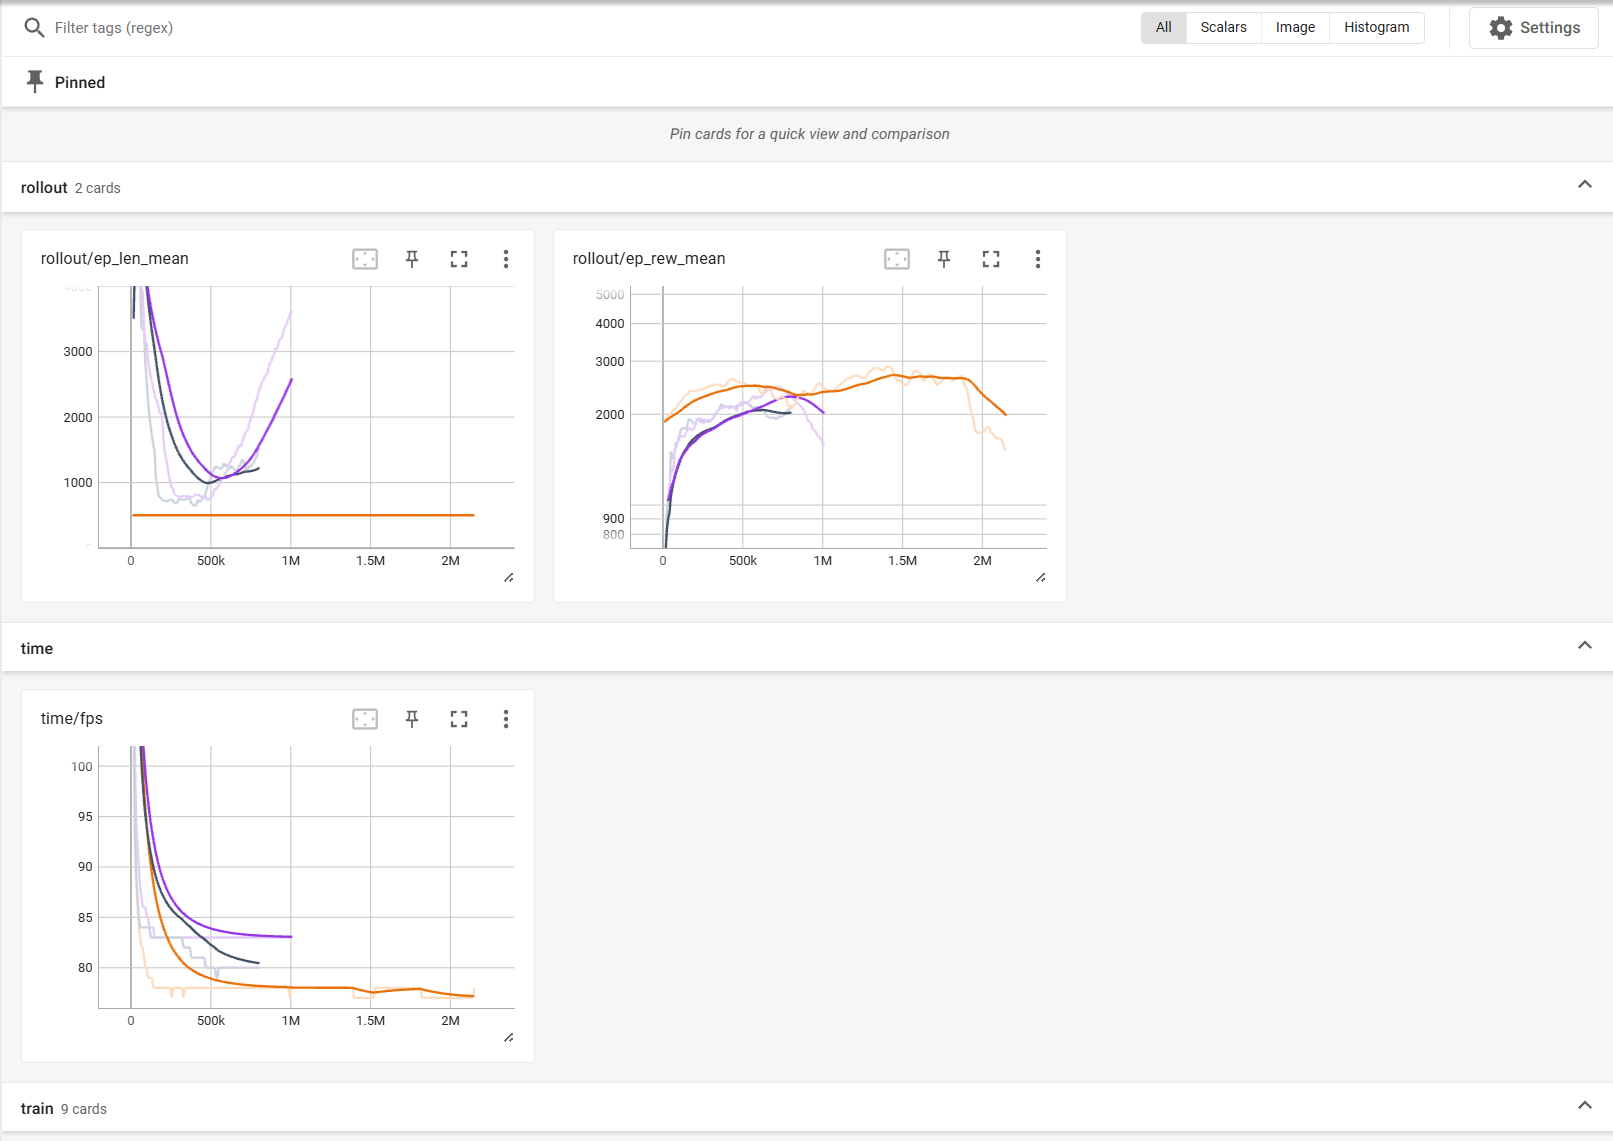 Filter tags (regex)
All Scalars Image Histogram Settings
Pinned
Pin cards for a quick view and comparison
rollout 2 cards
rollout/ep_len_mean
4000
3000
2000
1000
0 500k 1M 1.5M 2M
rollout/ep_rew_mean
5000
4000
3000
2000
900
800
0 500k 1M 1.5M 2M
time
time/fps
100
95
90
85
80
0 500k 1M 1.5M 2M
train 9 cards